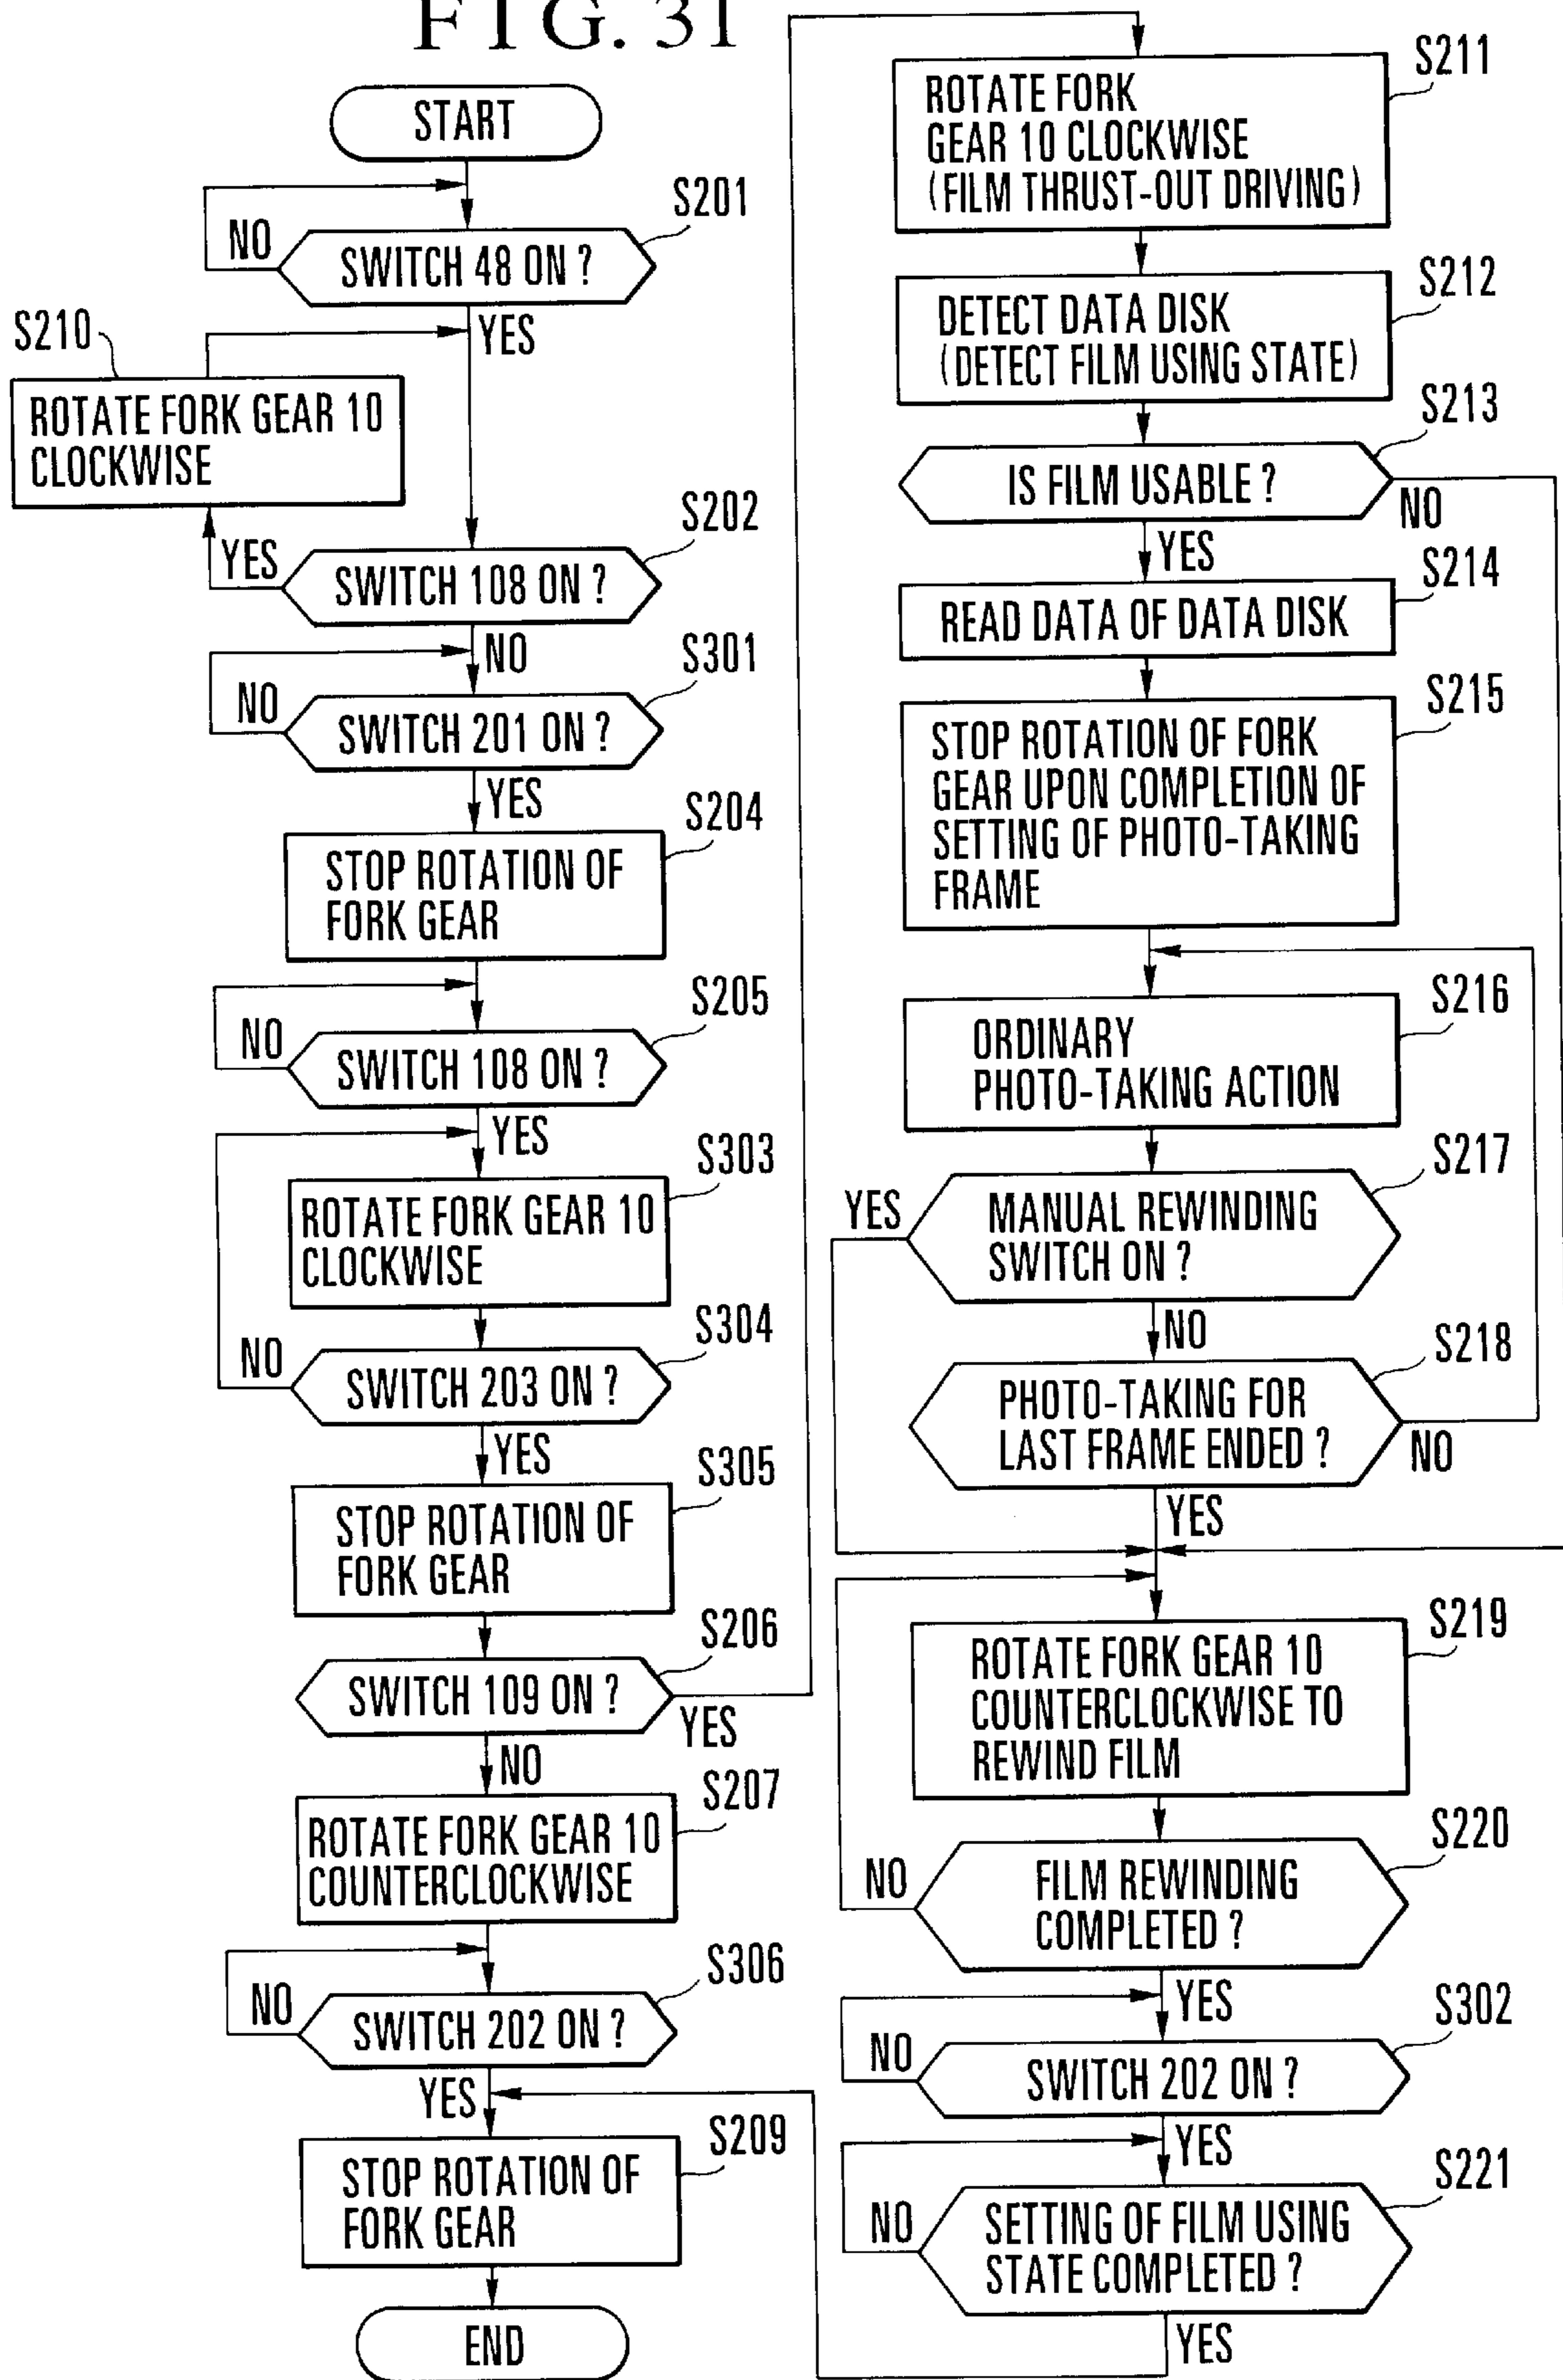 FIG. 31
START
S201
NO
SWITCH 48 ON ?
YES
S210
ROTATE FORK GEAR 10
CLOCKWISE
S202
YES
SWITCH 108 ON ?
NO
S301
NO
SWITCH 201 ON ?
YES
S204
STOP ROTATION OF
FORK GEAR
S205
NO
SWITCH 108 ON ?
YES
S303
ROTATE FORK GEAR 10
CLOCKWISE
S304
NO
SWITCH 203 ON ?
YES
S305
STOP ROTATION OF
FORK GEAR
S206
SWITCH 109 ON ?
YES
NO
S207
ROTATE FORK GEAR 10
COUNTERCLOCKWISE
S306
NO
SWITCH 202 ON ?
YES
S209
STOP ROTATION OF
FORK GEAR
END
S211
ROTATE FORK
GEAR 10 CLOCKWISE
(FILM THRUST-OUT DRIVING)
S212
DETECT DATA DISK
(DETECT FILM USING STATE)
S213
IS FILM USABLE ?
NO
YES
S214
READ DATA OF DATA DISK
S215
STOP ROTATION OF FORK
GEAR UPON COMPLETION OF
SETTING OF PHOTO-TAKING
FRAME
S216
ORDINARY
PHOTO-TAKING ACTION
S217
YES
MANUAL REWINDING
SWITCH ON ?
NO
S218
PHOTO-TAKING FOR
LAST FRAME ENDED ?
NO
YES
S219
ROTATE FORK GEAR 10
COUNTERCLOCKWISE TO
REWIND FILM
S220
NO
FILM REWINDING
COMPLETED ?
YES
S302
NO
SWITCH 202 ON ?
YES
S221
NO
SETTING OF FILM USING
STATE COMPLETED ?
YES